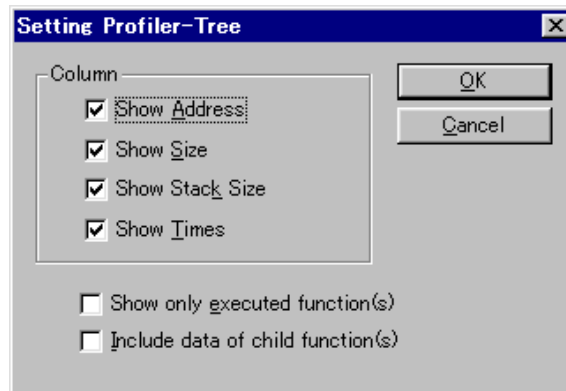 Setting Profiler-Tree
Column
Show Address
Show Size
Show Stack Size
Show Times
OK
Cancel
Show only executed function(s)
Include data of child function(s)